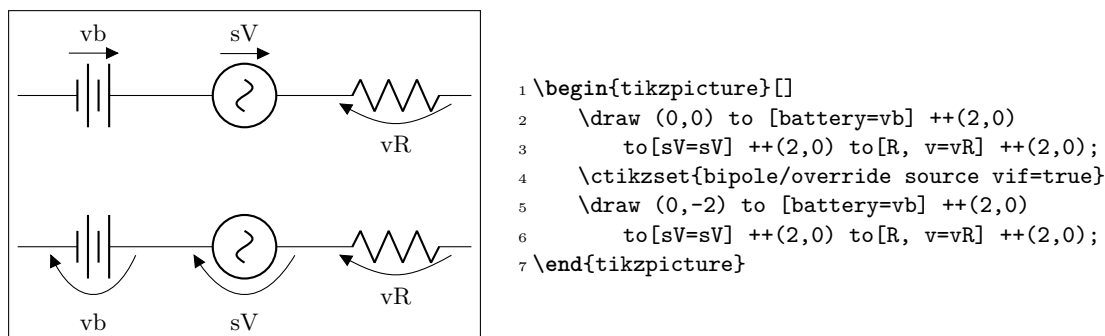 vb sV
vR
vb sV vR
1 \begin{tikzpicture}[]
2     \draw (0,0) to [battery=vb] ++(2,0)
3         to[sV=sV] ++(2,0) to[R, v=vR] ++(2,0);
4     \ctikzset{bipole/override source vif=true}
5     \draw (0,-2) to [battery=vb] ++(2,0)
6         to[sV=sV] ++(2,0) to[R, v=vR] ++(2,0);
7 \end{tikzpicture}